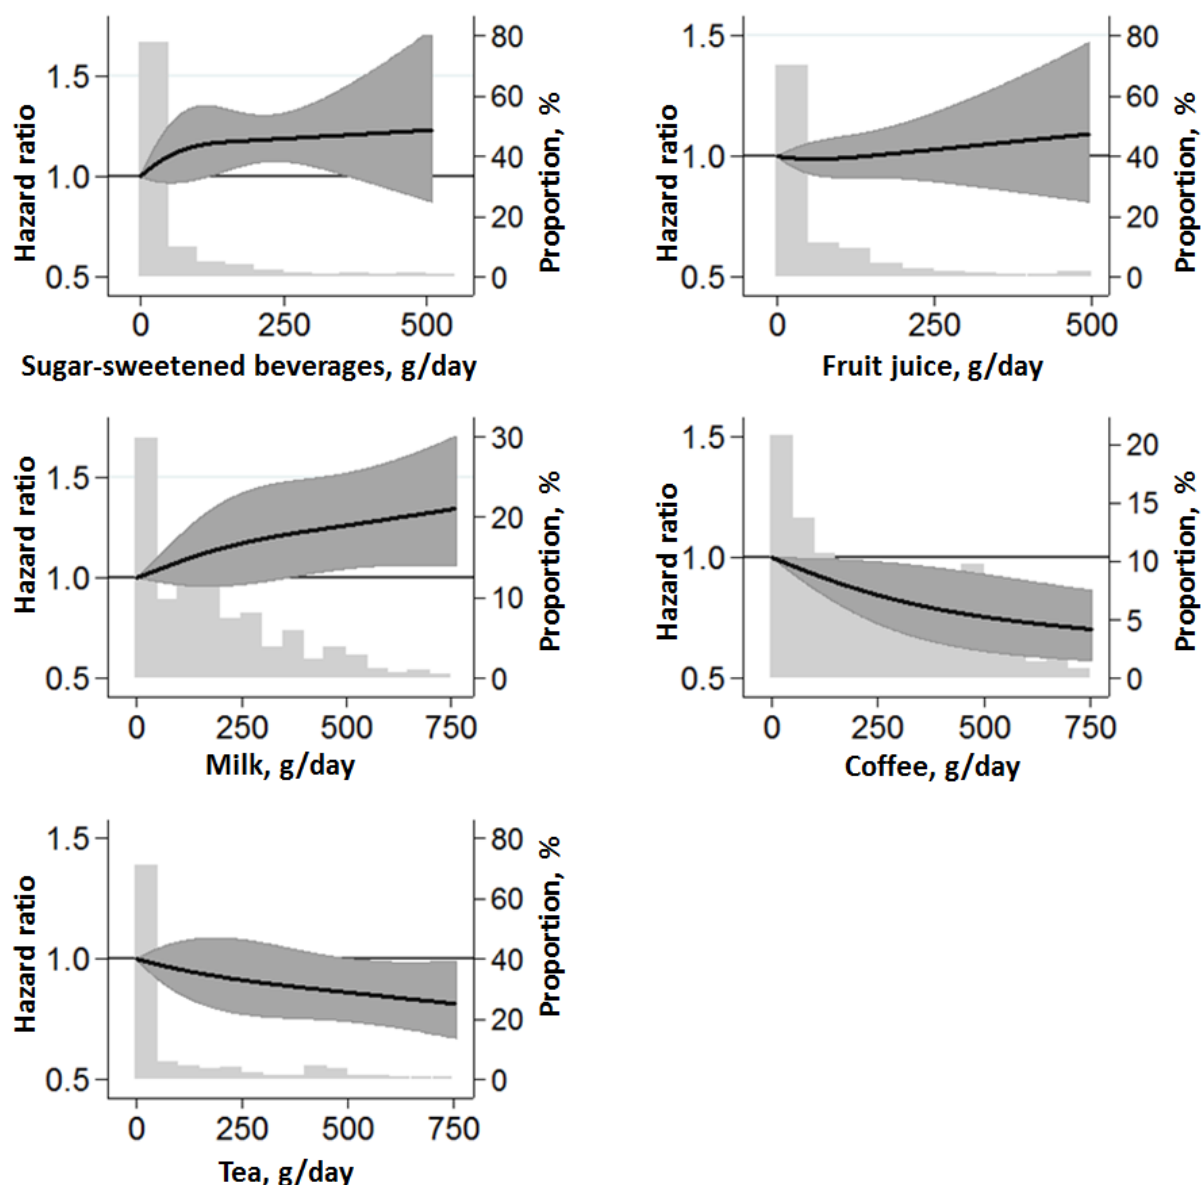 Hazard ratio
1.5
1.0
0.5
80
60
40
20
0
Proportion, %
0 250 500
Sugar-sweetened beverages, g/day
Hazard ratio
1.5
1.0
0.5
80
60
40
20
0
Proportion, %
0 250 500
Fruit juice, g/day
Hazard ratio
1.5
1.0
0.5
30
20
10
0
Proportion, %
0 250 500 750
Milk, g/day
Hazard ratio
1.5
1.0
0.5
20
15
10
5
0
Proportion, %
0 250 500 750
Coffee, g/day
Hazard ratio
1.5
1.0
0.5
80
60
40
20
0
Proportion, %
0 250 500 750
Tea, g/day